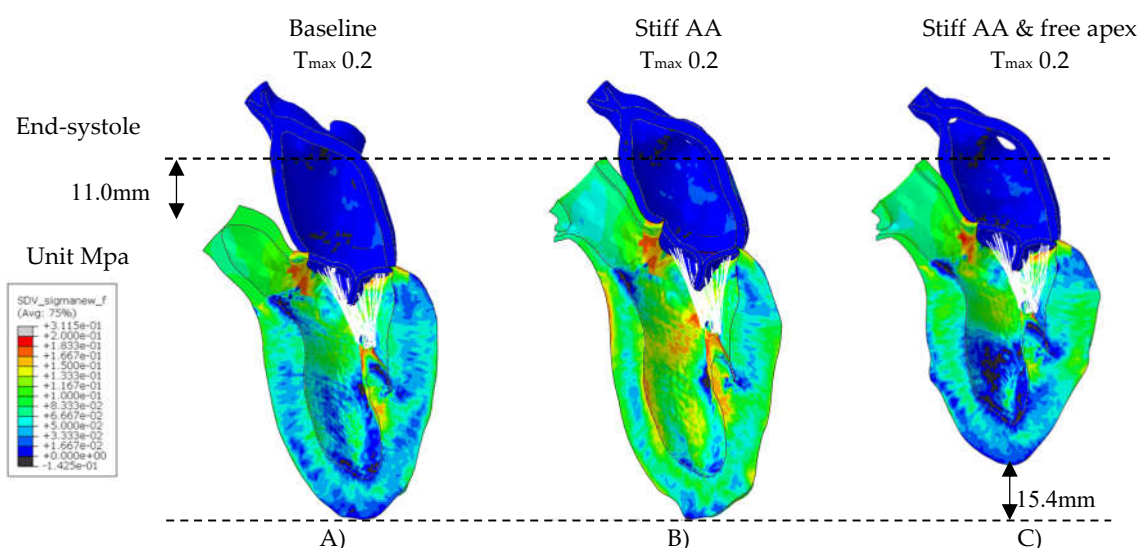 Baseline
T_max 0.2
Stiff AA
T_max 0.2
Stiff AA & free apex
T_max 0.2
End-systole
11.0mm
Unit Mpa
SDV_sigmanew_f
(Avg: 75%)
+3.115e-01
+2.000e-01
+1.833e-01
+1.667e-01
+1.500e-01
+1.333e-01
+1.167e-01
+1.000e-01
+8.333e-02
+6.667e-02
+5.000e-02
+3.333e-02
+1.667e-02
+0.000e+00
-1.425e-01
15.4mm
A)
B)
C)